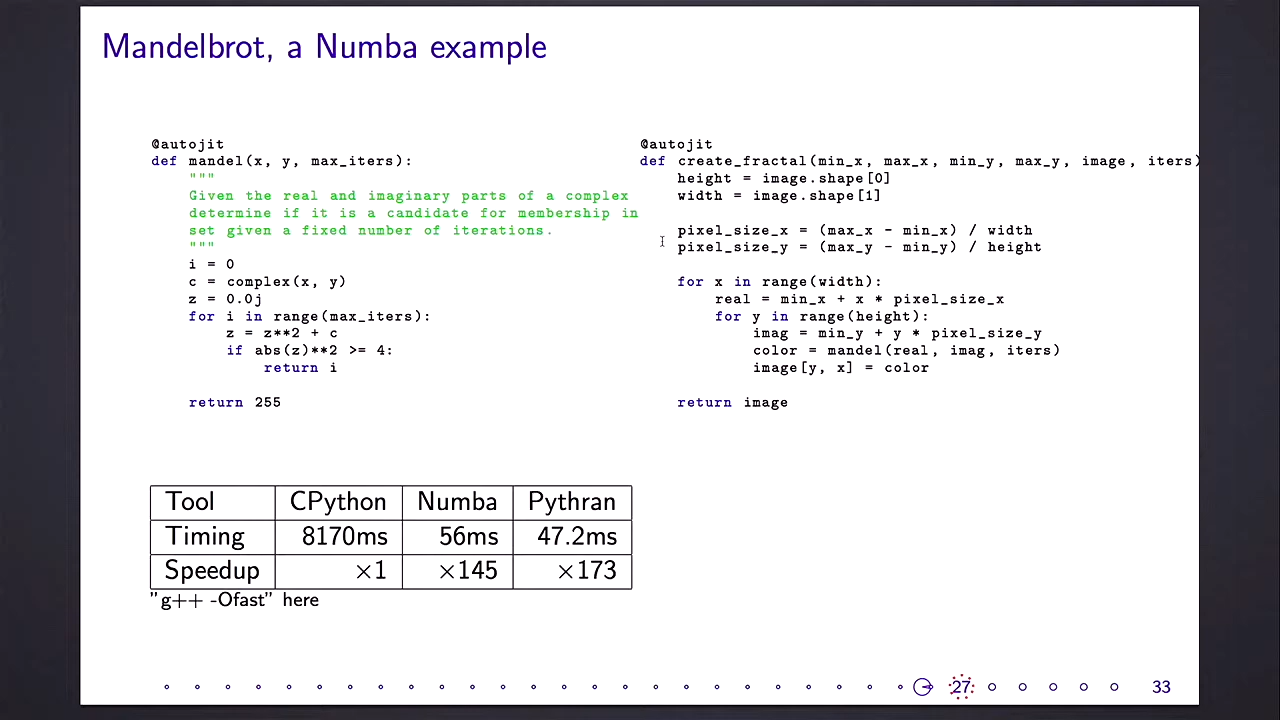 Mandelbrot, a Numba example
@autojit
def mandel(x, y, max_iters):
"""
Given the real and imaginary parts of a complex
determine if it is a candidate for membership in
set given a fixed number of iterations.
"""
i = 0
c = complex(x, y)
z = 0.0j
for i in range(max_iters):
z = z**2 + c
if abs(z)**2 >= 4:
return i
return 255
@autojit
def create_fractal(min_x, max_x, min_y, max_y, image, iters)
height = image.shape[0]
width = image.shape[1]
pixel_size_x = (max_x - min_x) / width
pixel_size_y = (max_y - min_y) / height
for x in range(width):
real = min_x + x * pixel_size_x
for y in range(height):
imag = min_y + y * pixel_size_y
color = mandel(real, imag, iters)
image[y, x] = color
return image
Tool CPython Numba Pythran
Timing 8170ms 56ms 47.2ms
Speedup ×1 ×145 ×173
"g++ -Ofast" here
27 33